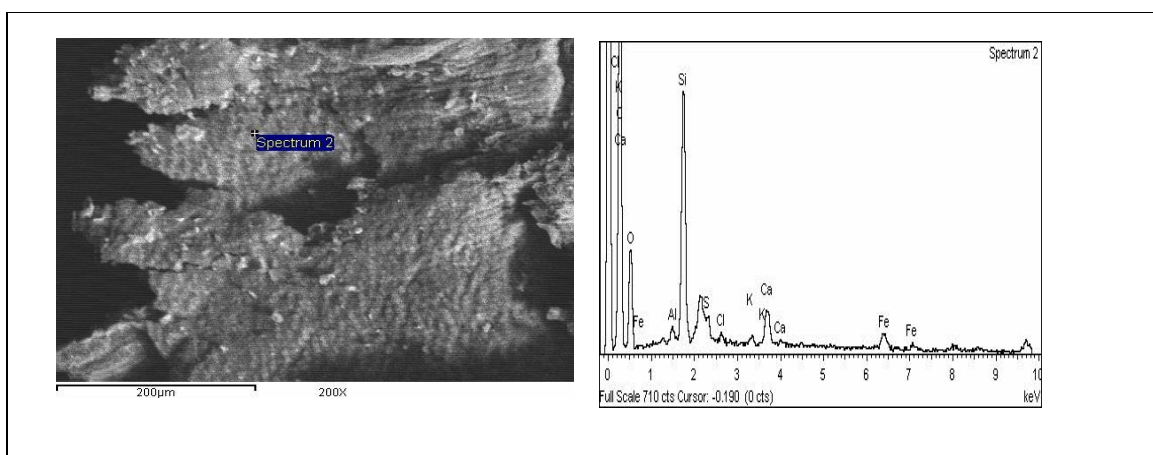 Spectrum 2
200µm
200X
Spectrum 2
Cl
K
C
Ca
O
Fe
Al
Si
S
Cl
K
K
Ca
Ca
Fe
Fe
0 1 2 3 4 5 6 7 8 9 10
Full Scale 710 cts Cursor: -0.190 (0 cts)
keV